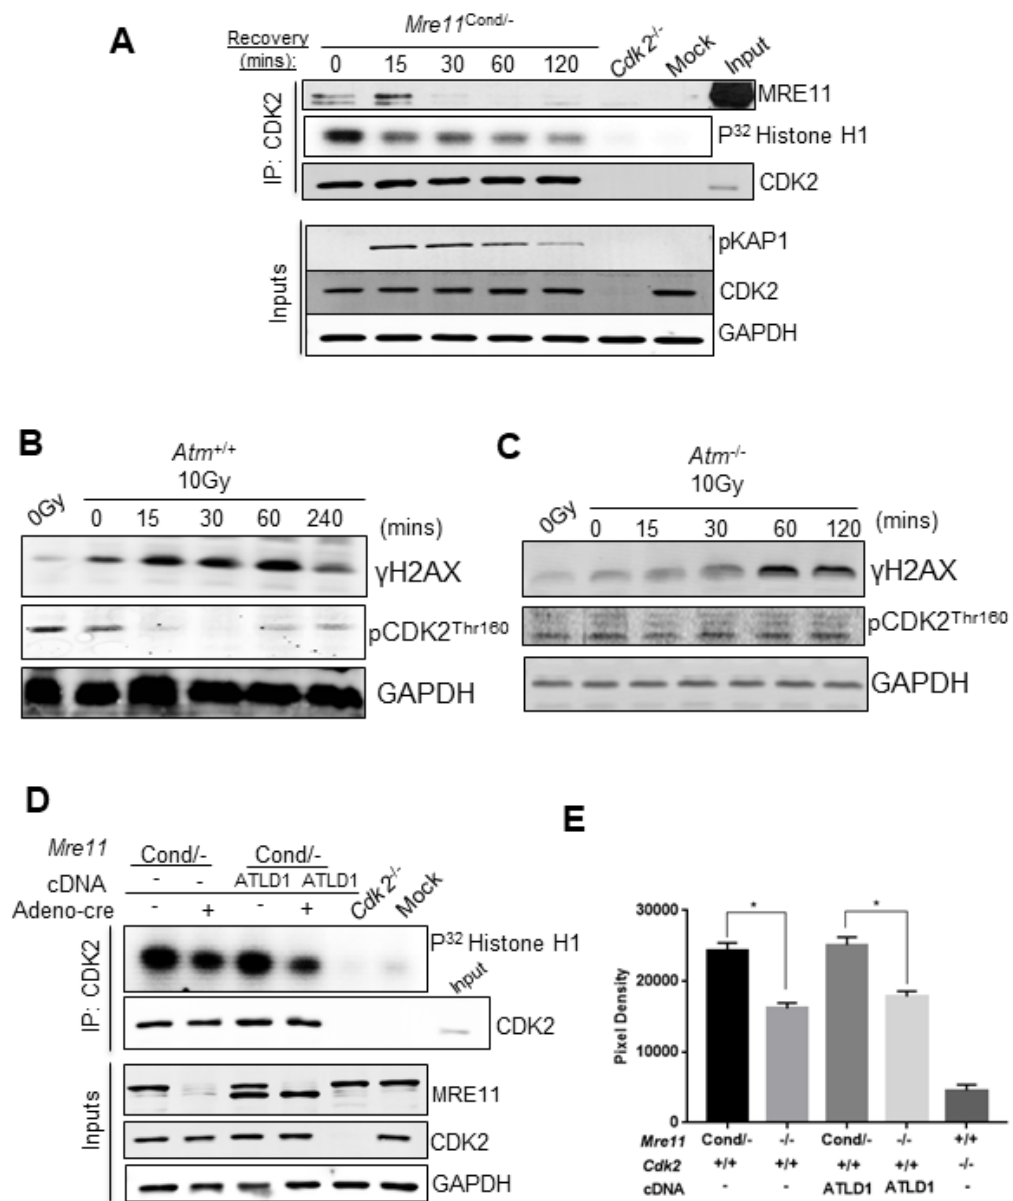 A
Mre11Cond/-
Recovery
(mins):
0 15 30 60 120 Cdk2-/- Mock Input
IP: CDK2
MRE11
P32 Histone H1
CDK2
Inputs
pKAP1
CDK2
GAPDH
B
Atm+/+
10Gy
0Gy 0 15 30 60 240 (mins)
γH2AX
pCDK2Thr160
GAPDH
C
Atm-/-
10Gy
0Gy 0 15 30 60 120 (mins)
γH2AX
pCDK2Thr160
GAPDH
D
Mre11 Cond/- Cond/-
cDNA - - ATLD1 ATLD1 Cdk2-/- Mock
Adeno-cre - + - +
IP: CDK2
P32 Histone H1
Input
CDK2
Inputs
MRE11
CDK2
GAPDH
E
Pixel Density
30000
20000
10000
0
* *
Mre11 Cond/- -/- Cond/- -/- +/+
Cdk2 +/+ +/+ +/+ +/+ -/-
cDNA - - ATLD1 ATLD1 -